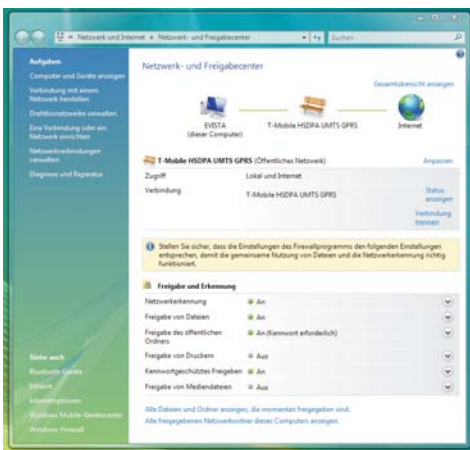 Netzwerk und Internet ▸ Netzwerk- und Freigabecenter
Suchen
Aufgaben
Computer und Geräte anzeigen
Verbindung mit einem
Netzwerk herstellen
Drahtlosnetzwerke verwalten
Eine Verbindung oder ein
Netzwerk einrichten
Netzwerkverbindungen
verwalten
Diagnose und Reparatur
Siehe auch
Bluetooth-Geräte
Infrarot
Internetoptionen
Windows Mobile-Gerätecenter
Windows-Firewall
Netzwerk- und Freigabecenter
Gesamtübersicht anzeigen
EVISTA
(dieser Computer)
T-Mobile HSDPA UMTS GPRS
Internet
T-Mobile HSDPA UMTS GPRS (Öffentliches Netzwerk)
Anpassen
Zugriff
Lokal und Internet
Verbindung
T-Mobile HSDPA UMTS GPRS
Status
anzeigen
Verbindung
trennen
Stellen Sie sicher, dass die Einstellungen des Firewallprogramms den folgenden Einstellungen
entsprechen, damit die gemeinsame Nutzung von Dateien und die Netzwerkerkennung richtig
funktioniert.
Freigabe und Erkennung
Netzwerkerkennung An
Freigabe von Dateien An
Freigabe des öffentlichen
Ordners
An (Kennwort erforderlich)
Freigabe von Druckern Aus
Kennwortgeschütztes Freigeben An
Freigabe von Mediendateien Aus
Alle Dateien und Ordner anzeigen, die momentan freigegeben sind.
Alle freigegebenen Netzwerkordner dieses Computers anzeigen.